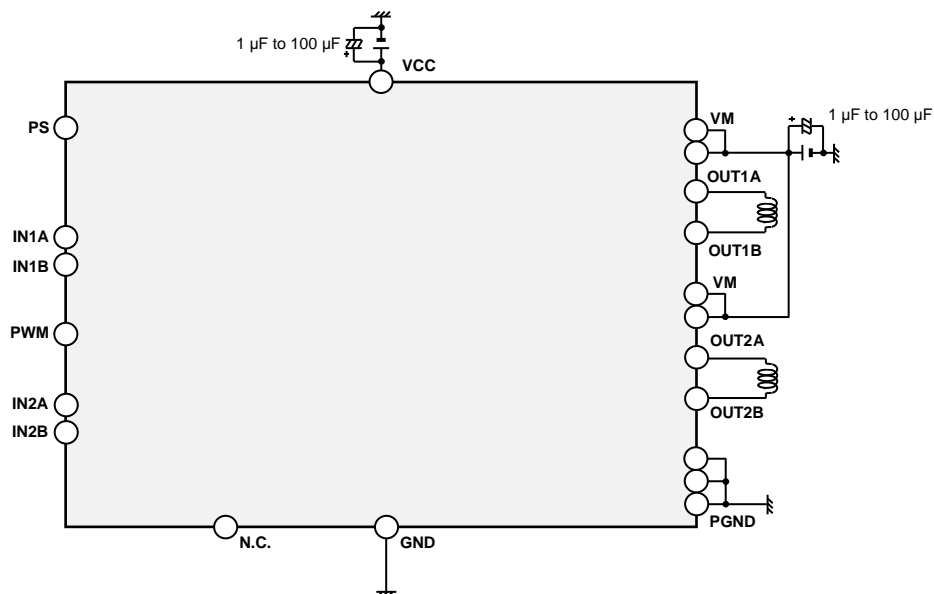 1 µF to 100 µF
+
VCC
PS
VM
+
1 µF to 100 µF
OUT1A
IN1A
IN1B
OUT1B
VM
PWM
OUT2A
IN2A
OUT2B
IN2B
PGND
N.C.
GND